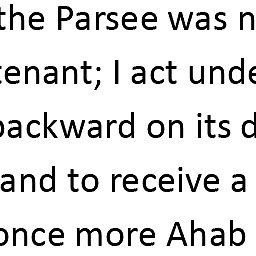 the Parsee was n
tenant; I act unde
backward on its d
and to receive a
once more Ahab